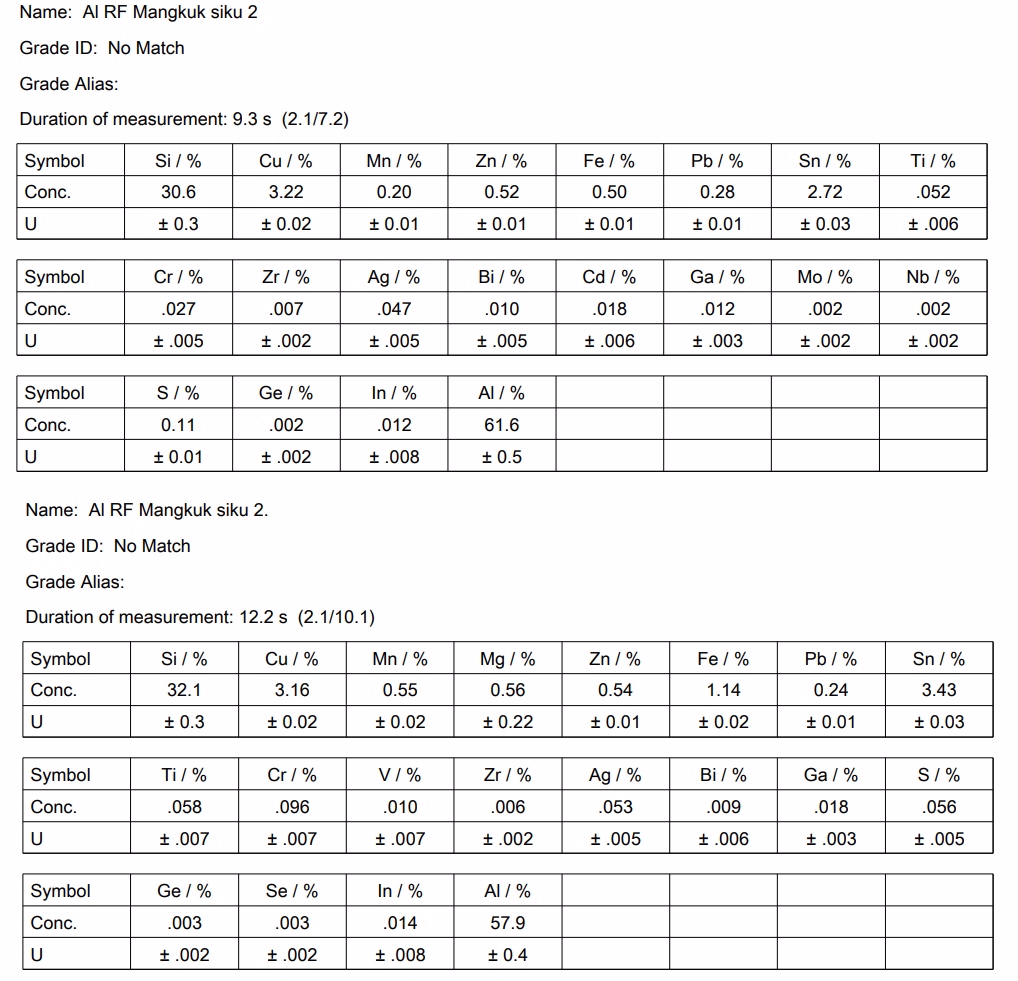 Name: Al RF Mangkuk siku 2
Grade ID: No Match
Grade Alias:
Duration of measurement: 9.3 s (2.1/7.2)
Symbol Si / % Cu / % Mn / % Zn / % Fe / % Pb / % Sn / % Ti / %
Conc. 30.6 3.22 0.20 0.52 0.50 0.28 2.72 .052
U ± 0.3 ± 0.02 ± 0.01 ± 0.01 ± 0.01 ± 0.01 ± 0.03 ± .006
Symbol Cr / % Zr / % Ag / % Bi / % Cd / % Ga / % Mo / % Nb / %
Conc. .027 .007 .047 .010 .018 .012 .002 .002
U ± .005 ± .002 ± .005 ± .005 ± .006 ± .003 ± .002 ± .002
Symbol S / % Ge / % In / % Al / %
Conc. 0.11 .002 .012 61.6
U ± 0.01 ± .002 ± .008 ± 0.5
Name: Al RF Mangkuk siku 2.
Grade ID: No Match
Grade Alias:
Duration of measurement: 12.2 s (2.1/10.1)
Symbol Si / % Cu / % Mn / % Mg / % Zn / % Fe / % Pb / % Sn / %
Conc. 32.1 3.16 0.55 0.56 0.54 1.14 0.24 3.43
U ± 0.3 ± 0.02 ± 0.02 ± 0.22 ± 0.01 ± 0.02 ± 0.01 ± 0.03
Symbol Ti / % Cr / % V / % Zr / % Ag / % Bi / % Ga / % S / %
Conc. .058 .096 .010 .006 .053 .009 .018 .056
U ± .007 ± .007 ± .007 ± .002 ± .005 ± .006 ± .003 ± .005
Symbol Ge / % Se / % In / % Al / %
Conc. .003 .003 .014 57.9
U ± .002 ± .002 ± .008 ± 0.4